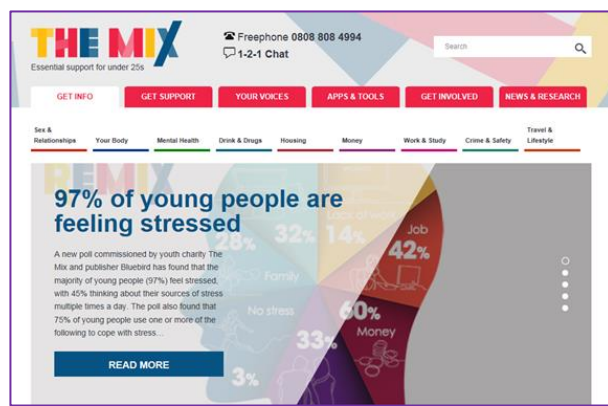 THE MIX
Essential support for under 25s
Freephone 0808 808 4994
1-2-1 Chat
Search
GET INFO
GET SUPPORT
YOUR VOICES
APPS & TOOLS
GET INVOLVED
NEWS & RESEARCH
Sex &
Relationships
Your Body
Mental Health
Drink & Drugs
Housing
Money
Work & Study
Crime & Safety
Travel &
Lifestyle
REMIX
97% of young people are
feeling stressed
A new poll commissioned by youth charity The
Mix and publisher Bluebird has found that the
majority of young people (97%) feel stressed,
with 45% thinking about their sources of stress
multiple times a day. The poll also found that
75% of young people use one or more of the
following to cope with stress...
READ MORE
28%
32%
14%
Job
42%
Family
No stress
60%
Money
33%
3%